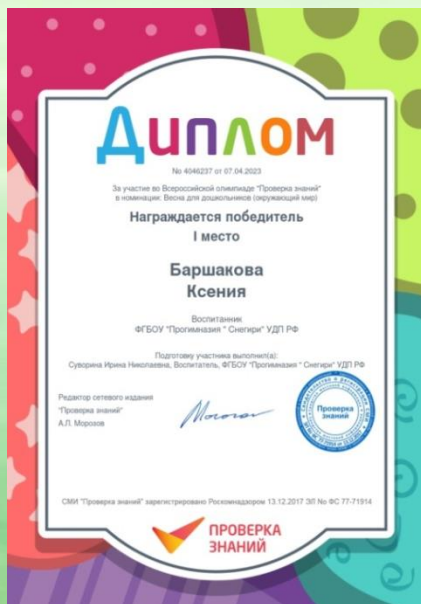 Диплом
No 4046237 от 07.04.2023
За участие во Всероссийской олимпиаде "Проверка знаний"
в номинации: Весна для дошкольников (окружающий мир)
Награждается победитель
I место
Баршакова
Ксения
Воспитанник
ФГБОУ "Прогимназия " Снегири" УДП РФ
Подготовку участника выполнил(а):
Суворина Ирина Николаевна, Воспитатель, ФГБОУ "Прогимназия " Снегири" УДП РФ
Редактор сетевого издания
"Проверка знаний"
А.Л. Морозов
Проверка
знаний
СМИ "Проверка знаний" зарегистрировано Роскомнадзором 13.12.2017 ЭЛ No ФС 77-71914
ПРОВЕРКА
ЗНАНИЙ